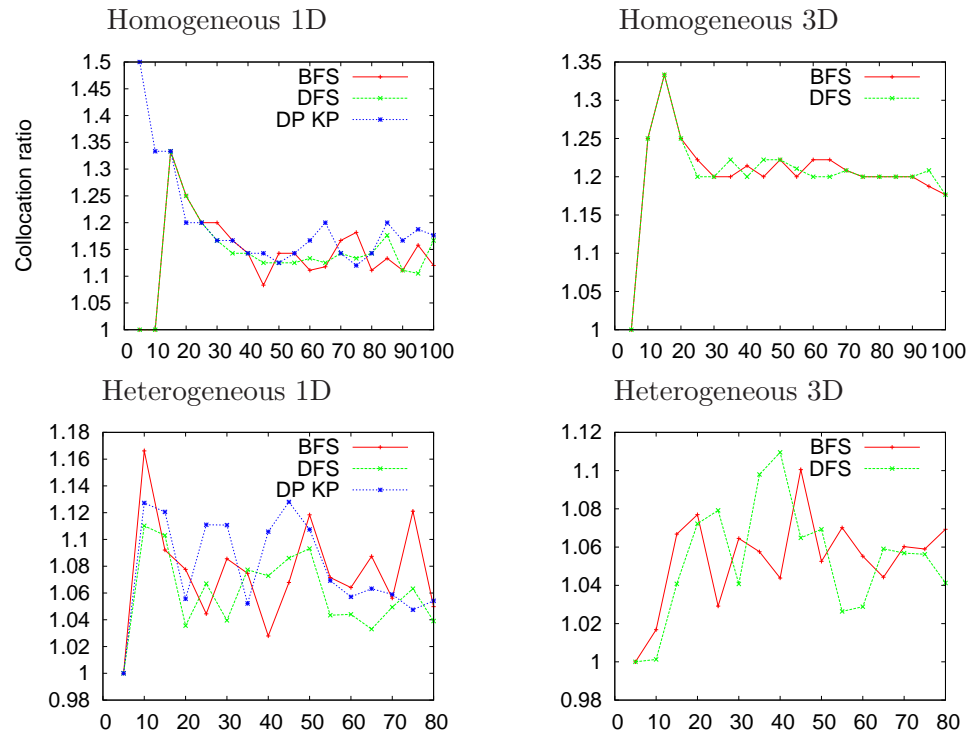 Homogeneous 1D
Collocation ratio
1.5
1.45
1.4
1.35
1.3
1.25
1.2
1.15
1.1
1.05
1
0 10 20 30 40 50 60 70 80 90 100
BFS
DFS
DP KP
Homogeneous 3D
1.35
1.3
1.25
1.2
1.15
1.1
1.05
1
0 10 20 30 40 50 60 70 80 90 100
BFS
DFS
Heterogeneous 1D
1.18
1.16
1.14
1.12
1.1
1.08
1.06
1.04
1.02
1
0.98
0 10 20 30 40 50 60 70 80
BFS
DFS
DP KP
Heterogeneous 3D
1.12
1.1
1.08
1.06
1.04
1.02
1
0.98
0 10 20 30 40 50 60 70 80
BFS
DFS